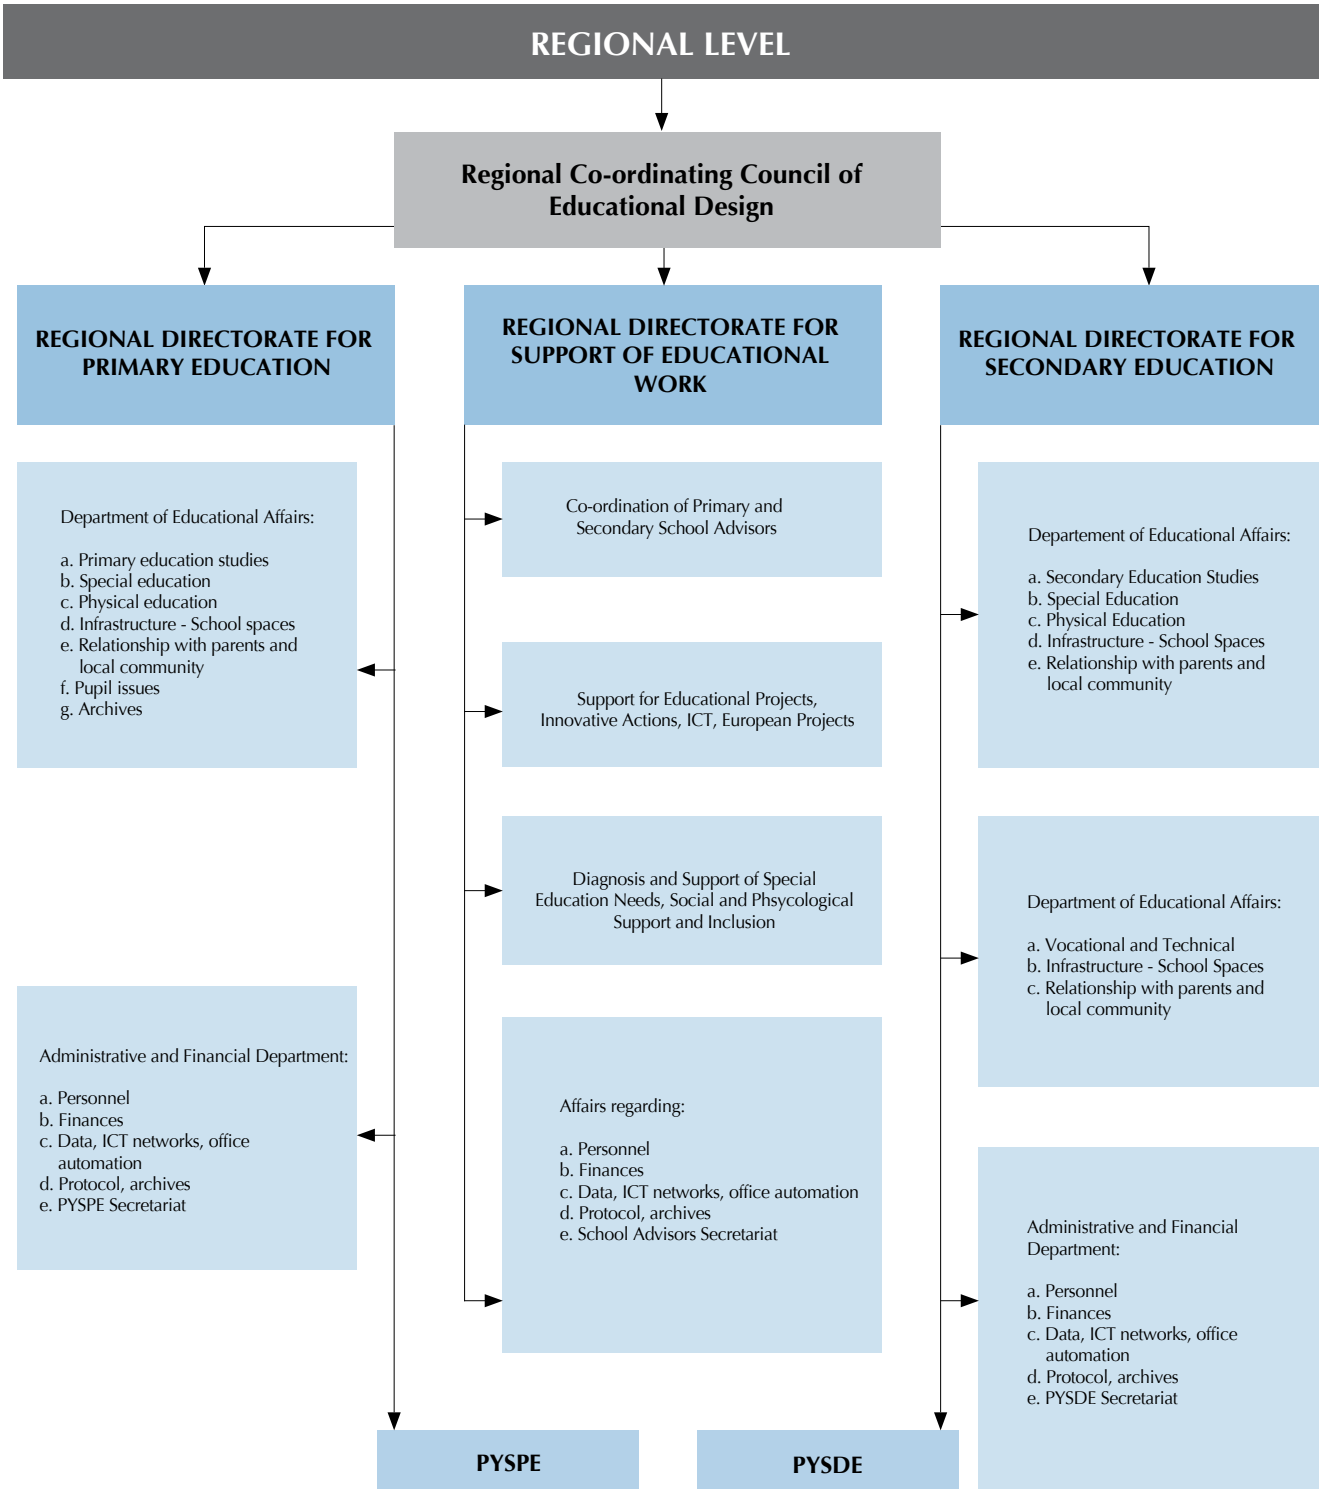 REGIONAL LEVEL
Regional Co-ordinating Council of
Educational Design
REGIONAL DIRECTORATE FOR
PRIMARY EDUCATION
Department of Educational Affairs:
a. Primary education studies
b. Special education
c. Physical education
d. Infrastructure - School spaces
e. Relationship with parents and
local community
f. Pupil issues
g. Archives
Administrative and Financial Department:
a. Personnel
b. Finances
c. Data, ICT networks, office
automation
d. Protocol, archives
e. PYSPE Secretariat
PYSPE
REGIONAL DIRECTORATE FOR
SUPPORT OF EDUCATIONAL
WORK
Co-ordination of Primary and
Secondary School Advisors
Support for Educational Projects,
Innovative Actions, ICT, European Projects
Diagnosis and Support of Special
Education Needs, Social and Phsycological
Support and Inclusion
Affairs regarding:
a. Personnel
b. Finances
c. Data, ICT networks, office automation
d. Protocol, archives
e. School Advisors Secretariat
REGIONAL DIRECTORATE FOR
SECONDARY EDUCATION
Departement of Educational Affairs:
a. Secondary Education Studies
b. Special Education
c. Physical Education
d. Infrastructure - School Spaces
e. Relationship with parents and
local community
Department of Educational Affairs:
a. Vocational and Technical
b. Infrastructure - School Spaces
c. Relationship with parents and
local community
Administrative and Financial
Department:
a. Personnel
b. Finances
c. Data, ICT networks, office
automation
d. Protocol, archives
e. PYSDE Secretariat
PYSDE